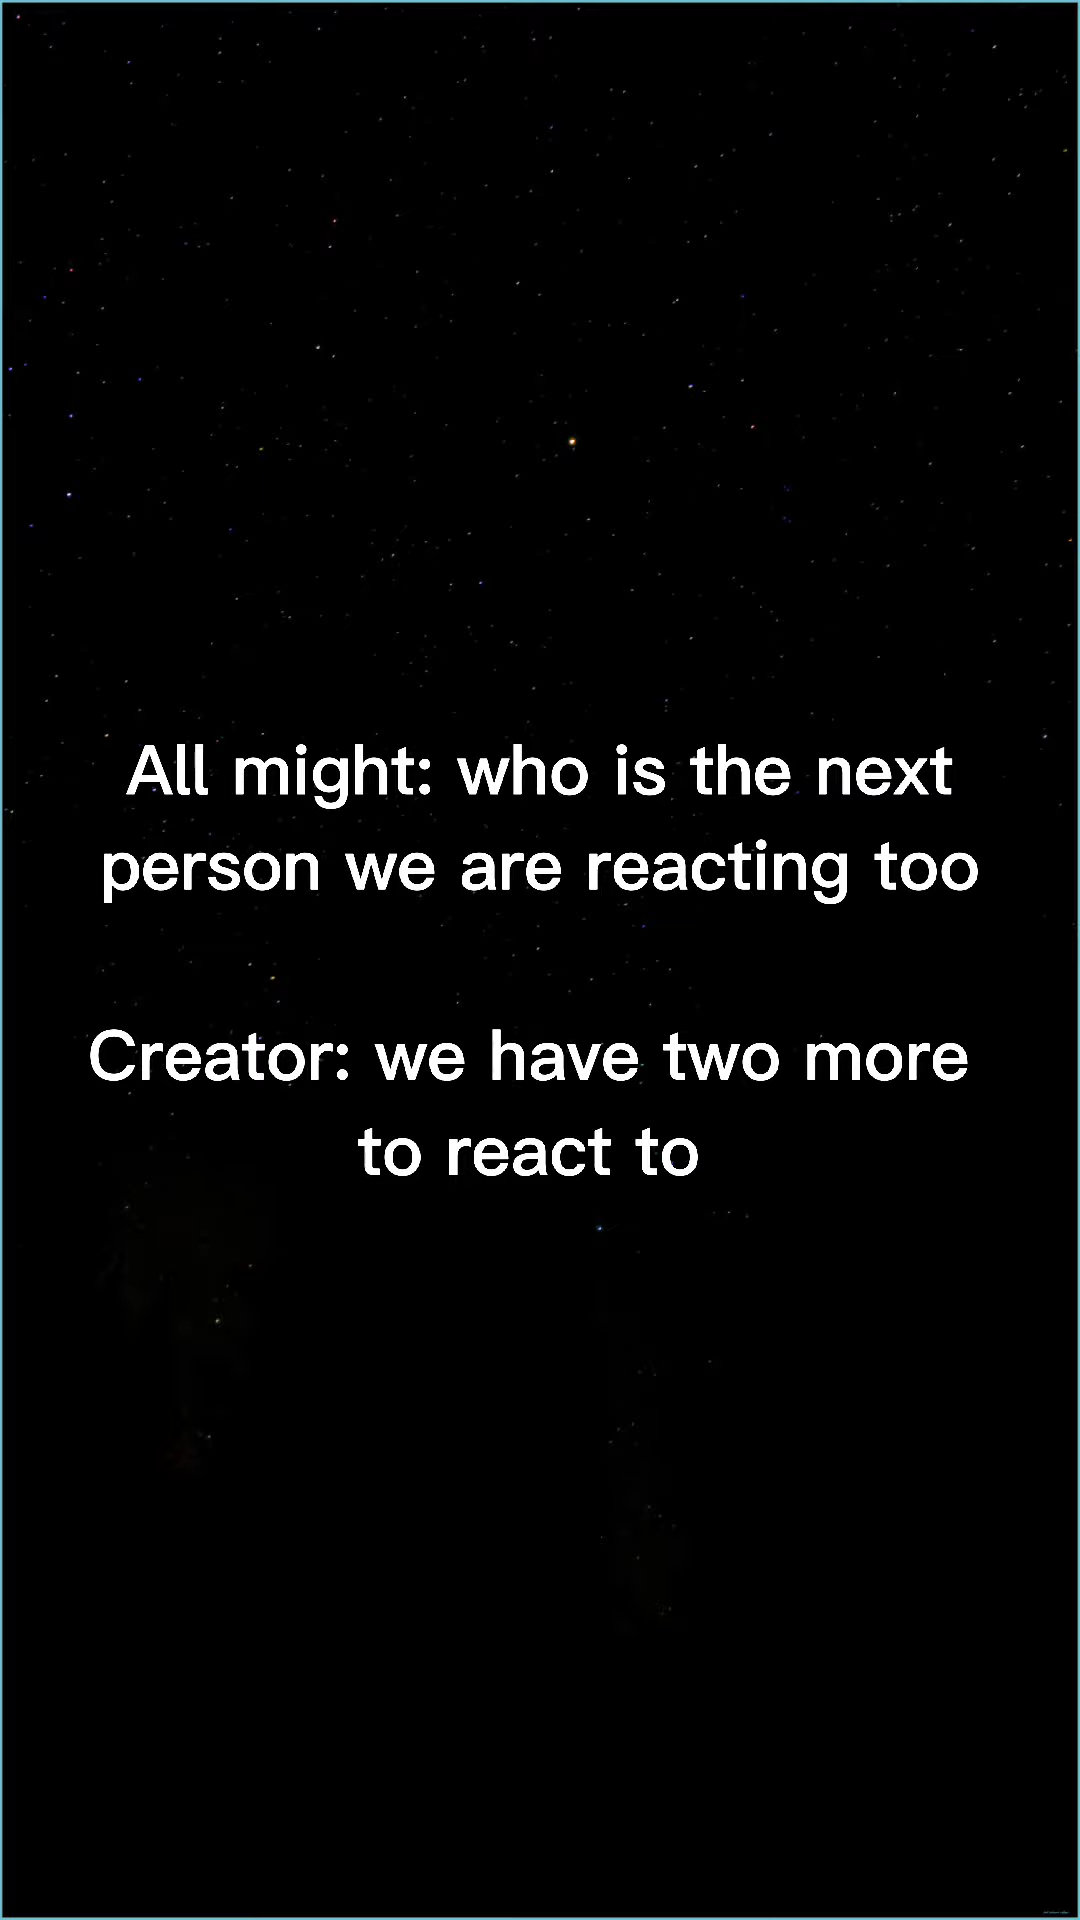 All might: who is the next
person we are reacting too
Creator: we have two more
to react to